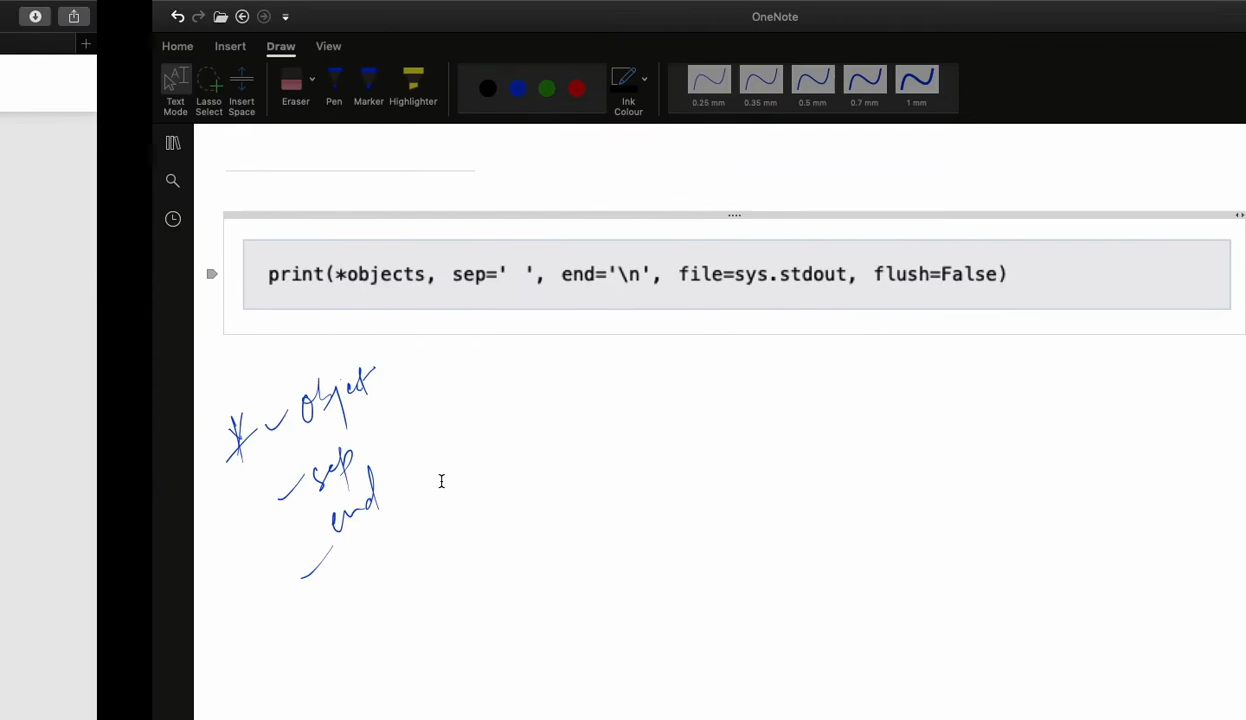 OneNote
Home Insert Draw View
Text Mode
Lasso Select
Insert Space
Eraser
Pen
Marker
Highlighter
Ink Colour
0.25 mm
0.35 mm
0.5 mm
0.7 mm
1 mm
print(*objects, sep=' ', end='\n', file=sys.stdout, flush=False)
* object
sep
end